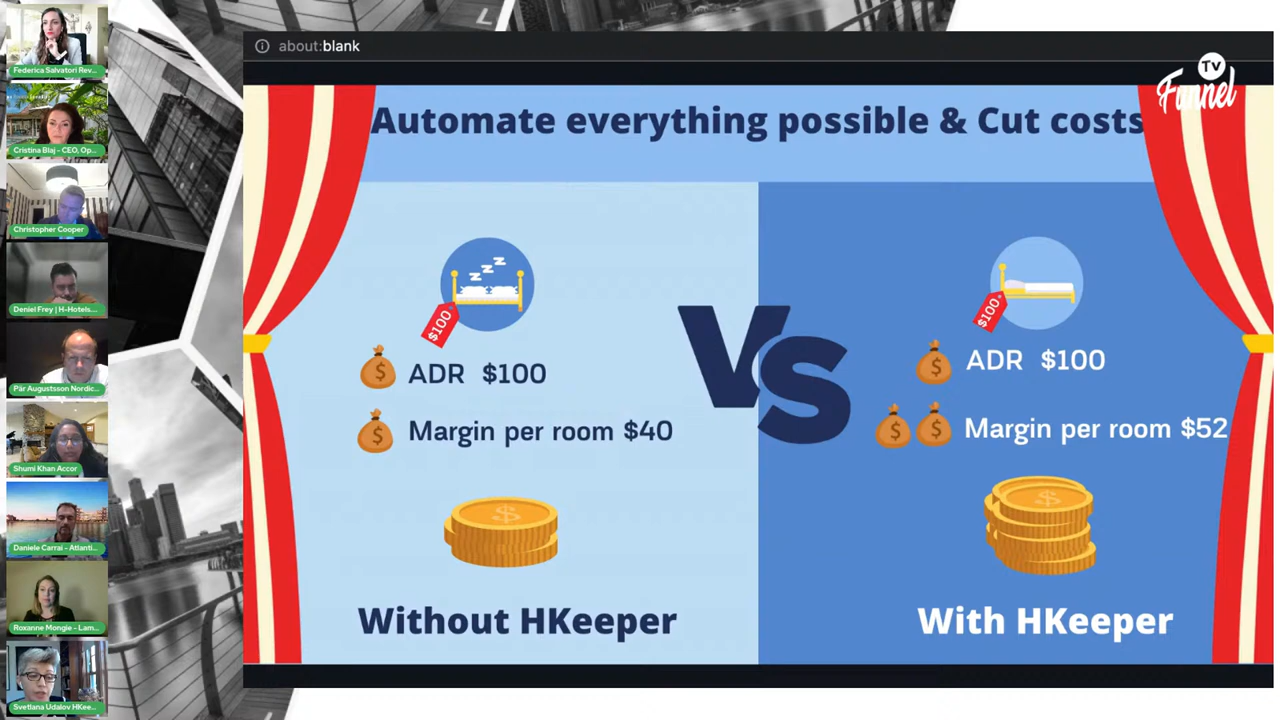 Federica Salvatori Rev...
Cristina Blaj - CEO, Op...
Christopher Cooper
Deniel Frey | H-Hotels...
Pär Augustsson Nordic...
Shumi Khan Accor
Daniele Carrai - Atlanti...
Roxanne Mongie - Lam...
Svetlana Udalov HKee...
about:blank
TV
Funnel
Automate everything possible & Cut costs
z z z
$100
ADR $100
Margin per room $40
Without HKeeper
VS
$100
ADR $100
Margin per room $52
With HKeeper